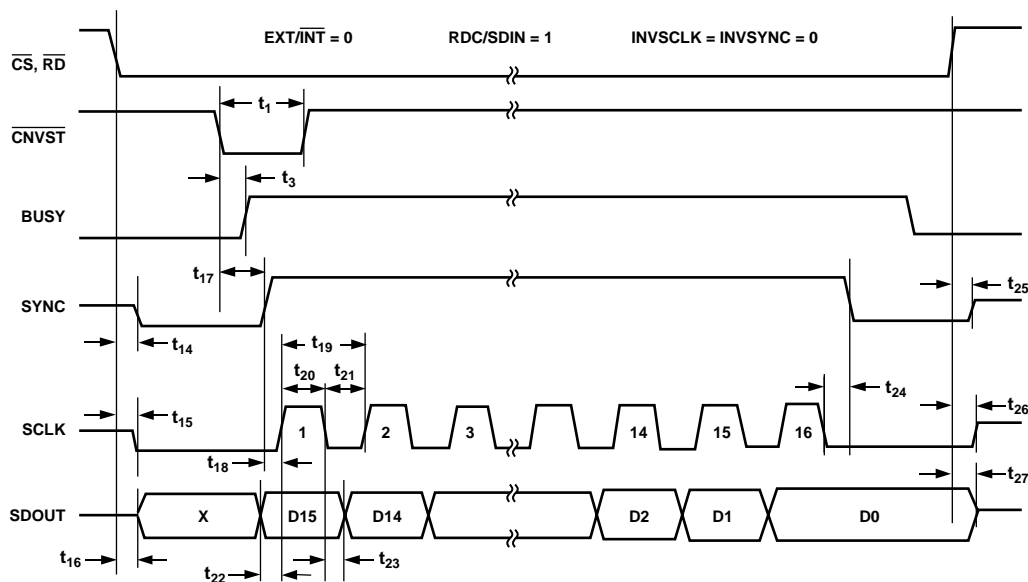 EXT/INT = 0 RDC/SDIN = 1 INVSCLK = INVSYNC = 0
CS, RD
t1
CNVST
t3
BUSY
t17
SYNC
t25
t14
t19
t20 t21
t24
t15
t26
SCLK
1 2 3 14 15 16
t18
t27
SDOUT
X D15 D14 D2 D1 D0
t16
t22
t23